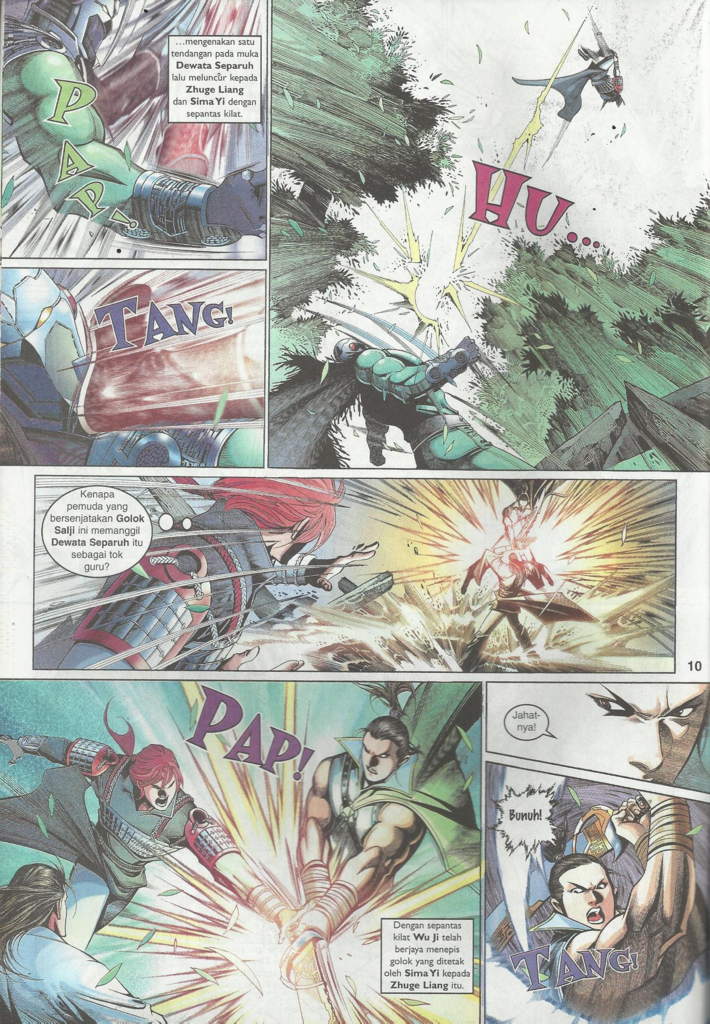 ...mengenakan satu
tendangan pada muka
Dewata Separuh
lalu meluncur kepada
Zhuge Liang
dan Sima Yi dengan
sepantas kilat.
PAP
PAP!
HU...
TANG!
Kenapa
pemuda yang
bersenjatakan Golok
Salji ini memanggil
Dewata Separuh itu
sebagai tok
guru?
10
PAP!
Dengan sepantas
kilat Wu Ji telah
berjaya menepis
golok yang ditetak
oleh Sima Yi kepada
Zhuge Liang itu.
Jahat-
nya!
Bunuh!
TANG!